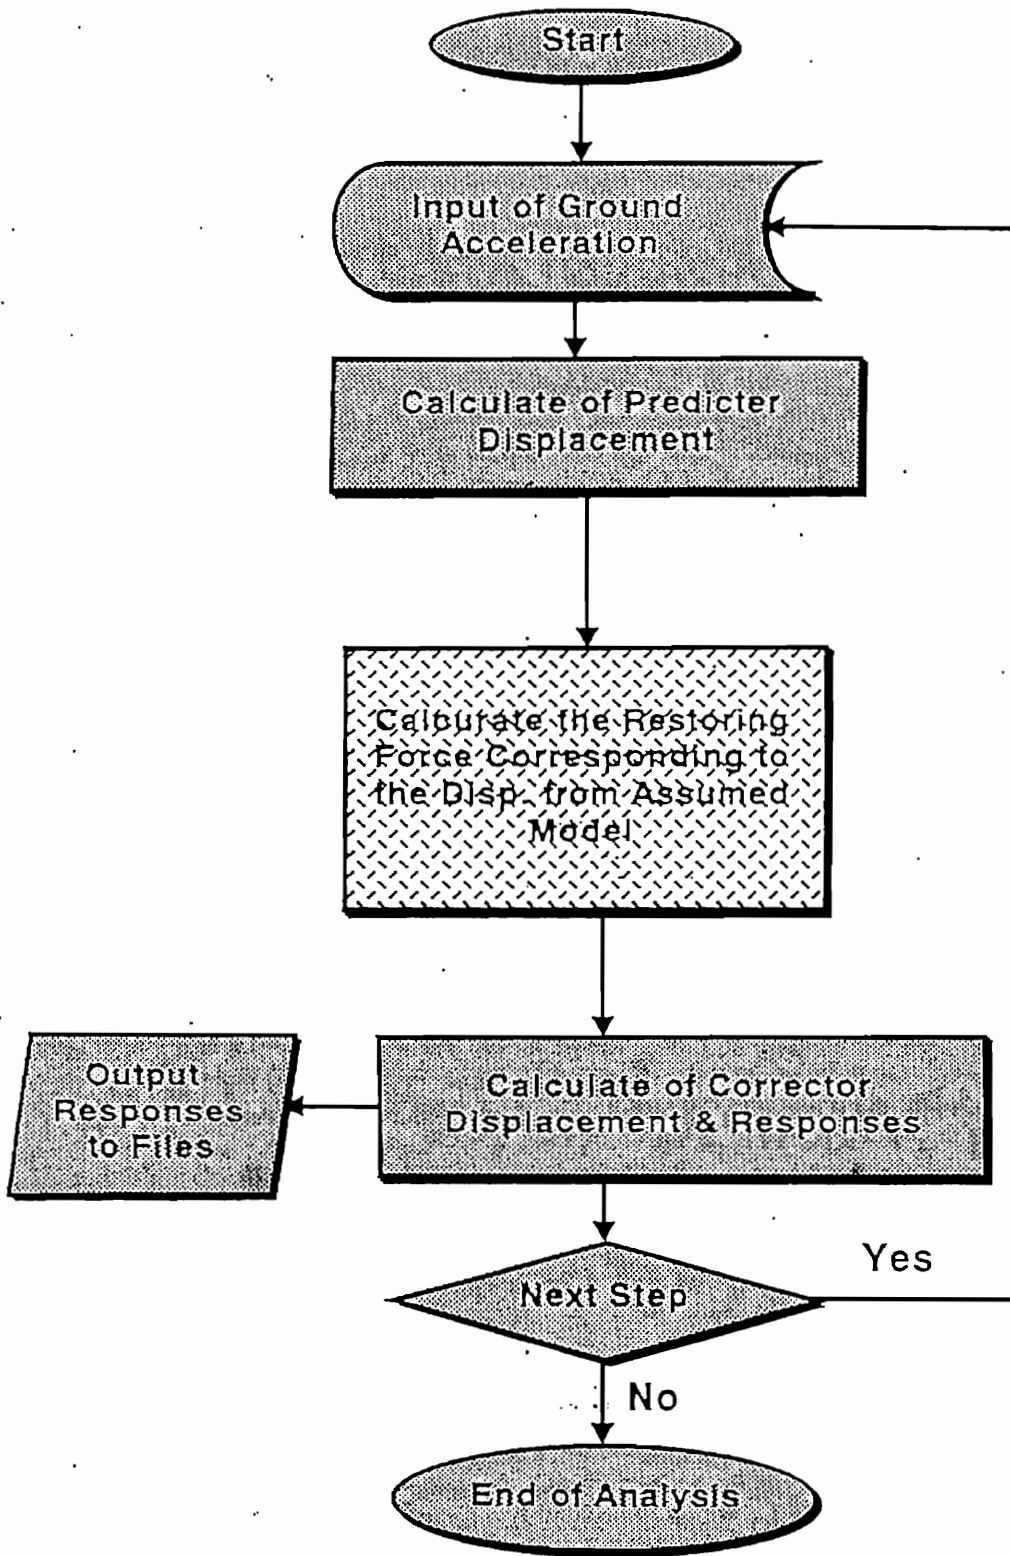 Start
Input of Ground
Acceleration
Calculate of Predicter
Displacement
Calcurate the Restoring
Force Corresponding to
the Disp. from Assumed
Model
Output
Responses
to Files
Calculate of Corrector
Displacement & Responses
Next Step
Yes
No
End of Analysis